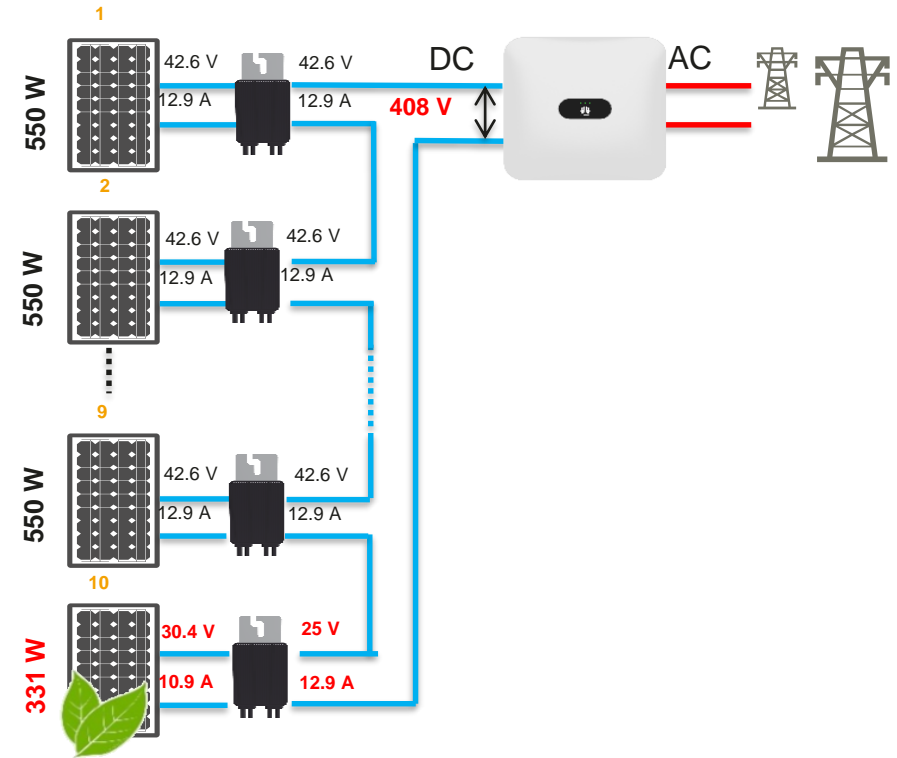 1
42.6 V
42.6 V
DC
AC
12.9 A
12.9 A
408 V
550 W
2
42.6 V
42.6 V
12.9 A
12.9 A
550 W
9
42.6 V
42.6 V
12.9 A
12.9 A
550 W
10
30.4 V
25 V
10.9 A
12.9 A
331 W